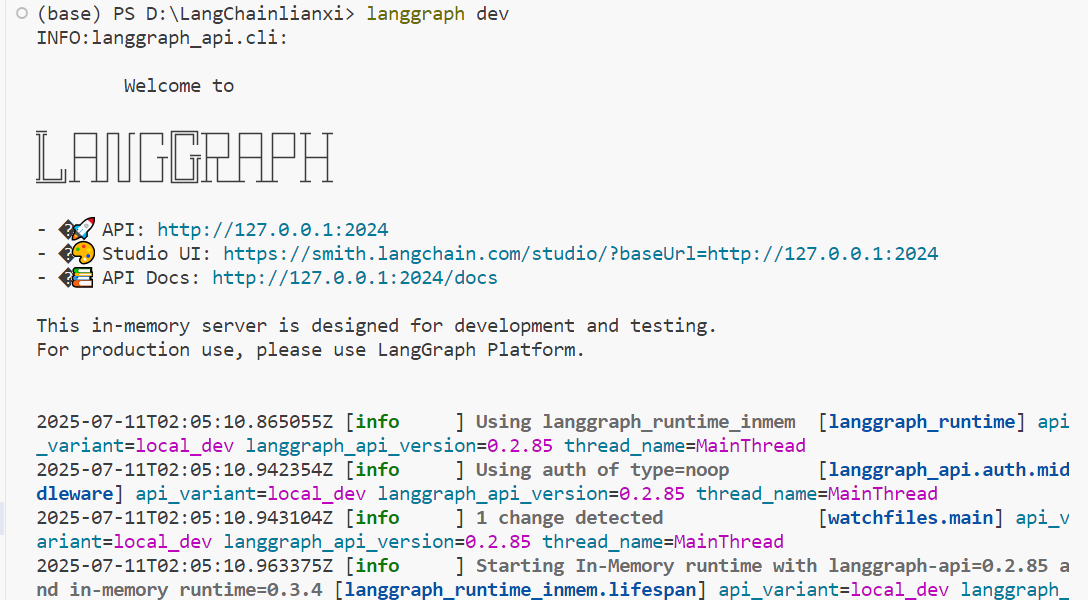 (base) PS D:\LangChainlianxi> langgraph dev
INFO:langgraph_api.cli:
Welcome to
LANGGRAPH
- �🚀 API: http://127.0.0.1:2024
- �🎨 Studio UI: https://smith.langchain.com/studio/?baseUrl=http://127.0.0.1:2024
- �📚 API Docs: http://127.0.0.1:2024/docs
This in-memory server is designed for development and testing.
For production use, please use LangGraph Platform.
2025-07-11T02:05:10.865055Z [info     ] Using langgraph_runtime_inmem  [langgraph_runtime] api
_variant=local_dev langgraph_api_version=0.2.85 thread_name=MainThread
2025-07-11T02:05:10.942354Z [info     ] Using auth of type=noop        [langgraph_api.auth.mid
dleware] api_variant=local_dev langgraph_api_version=0.2.85 thread_name=MainThread
2025-07-11T02:05:10.943104Z [info     ] 1 change detected              [watchfiles.main] api_v
ariant=local_dev langgraph_api_version=0.2.85 thread_name=MainThread
2025-07-11T02:05:10.963375Z [info     ] Starting In-Memory runtime with langgraph-api=0.2.85 a
nd in-memory runtime=0.3.4 [langgraph_runtime_inmem.lifespan] api_variant=local_dev langgraph_